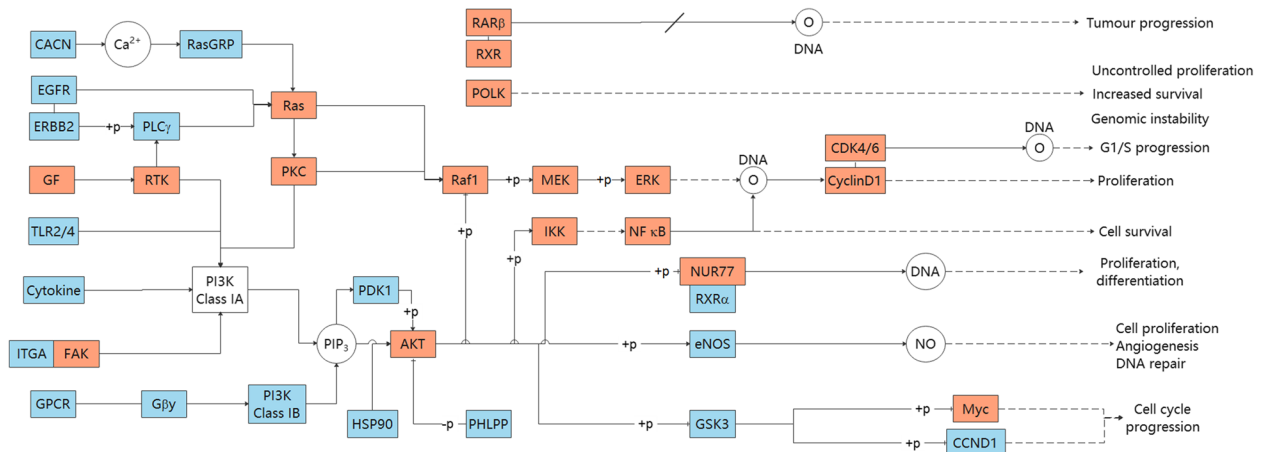 RARβ
O
DNA
Tumour progression
RXR
CACN
Ca2+
RasGRP
POLK
Uncontrolled proliferation
Increased survival
Genomic instability
EGFR
Ras
ERBB2
+p
PLCγ
DNA
CDK4/6
O
G1/S progression
GF
RTK
PKC
Raf1
+p
MEK
+p
ERK
DNA
O
CyclinD1
Proliferation
TLR2/4
+p
IKK
NF κB
Cell survival
+p
Cytokine
PI3K
Class IA
PDK1
+p
+p
NUR77
RXRα
DNA
Proliferation,
differentiation
ITGA
FAK
PIP3
AKT
+p
eNOS
NO
Cell proliferation
Angiogenesis
DNA repair
GPCR
Gβy
PI3K
Class IB
HSP90
-p
PHLPP
+p
GSK3
+p
Myc
+p
CCND1
Cell cycle
progression